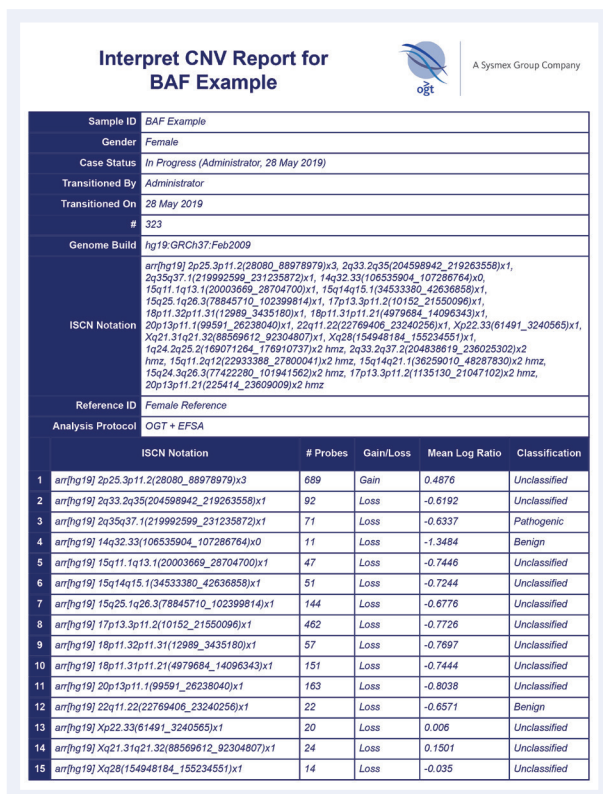 Interpret CNV Report for
BAF Example
ogt
A Sysmex Group Company
Sample ID BAF Example
Gender Female
Case Status In Progress (Administrator, 28 May 2019)
Transitioned By Administrator
Transitioned On 28 May 2019
# 323
Genome Build hg19:GRCh37:Feb2009
ISCN Notation
arr[hg19] 2p25.3p11.2(28080_88978979)x3, 2q33.2q35(204598942_219263558)x1,
2q35q37.1(219992599_231235872)x1, 14q32.33(106535904_107286764)x0,
15q11.1q13.1(20003669_28704700)x1, 15q14q15.1(34533380_42636858)x1,
15q25.1q26.3(78845710_102399814)x1, 17p13.3p11.2(10152_21550096)x1,
18p11.32p11.31(12989_3435180)x1, 18p11.31p11.21(4979684_14096343)x1,
20p13p11.1(99591_26238040)x1, 22q11.22(22769406_23240256)x1, Xp22.33(61491_3240565)x1,
Xq21.31q21.32(88569612_92304807)x1, Xq28(154948184_155234551)x1,
1q24.2q25.2(169071264_176910737)x2 hmz, 2q33.2q37.2(204838619_236025302)x2
hmz, 15q11.2q12(22933388_27800041)x2 hmz, 15q14q21.1(36259010_48287830)x2 hmz,
15q24.3q26.3(77422280_101941562)x2 hmz, 17p13.3p11.2(1135130_21047102)x2 hmz,
20p13p11.21(225414_23609009)x2 hmz
Reference ID Female Reference
Analysis Protocol OGT + EFSA
ISCN Notation # Probes Gain/Loss Mean Log Ratio Classification
1 arr[hg19] 2p25.3p11.2(28080_88978979)x3 689 Gain 0.4876 Unclassified
2 arr[hg19] 2q33.2q35(204598942_219263558)x1 92 Loss -0.6192 Unclassified
3 arr[hg19] 2q35q37.1(219992599_231235872)x1 71 Loss -0.6337 Pathogenic
4 arr[hg19] 14q32.33(106535904_107286764)x0 11 Loss -1.3484 Benign
5 arr[hg19] 15q11.1q13.1(20003669_28704700)x1 47 Loss -0.7446 Unclassified
6 arr[hg19] 15q14q15.1(34533380_42636858)x1 51 Loss -0.7244 Unclassified
7 arr[hg19] 15q25.1q26.3(78845710_102399814)x1 144 Loss -0.6776 Unclassified
8 arr[hg19] 17p13.3p11.2(10152_21550096)x1 462 Loss -0.7726 Unclassified
9 arr[hg19] 18p11.32p11.31(12989_3435180)x1 57 Loss -0.7697 Unclassified
10 arr[hg19] 18p11.31p11.21(4979684_14096343)x1 151 Loss -0.7444 Unclassified
11 arr[hg19] 20p13p11.1(99591_26238040)x1 163 Loss -0.8038 Unclassified
12 arr[hg19] 22q11.22(22769406_23240256)x1 22 Loss -0.6571 Benign
13 arr[hg19] Xp22.33(61491_3240565)x1 20 Loss 0.006 Unclassified
14 arr[hg19] Xq21.31q21.32(88569612_92304807)x1 24 Loss 0.1501 Unclassified
15 arr[hg19] Xq28(154948184_155234551)x1 14 Loss -0.035 Unclassified